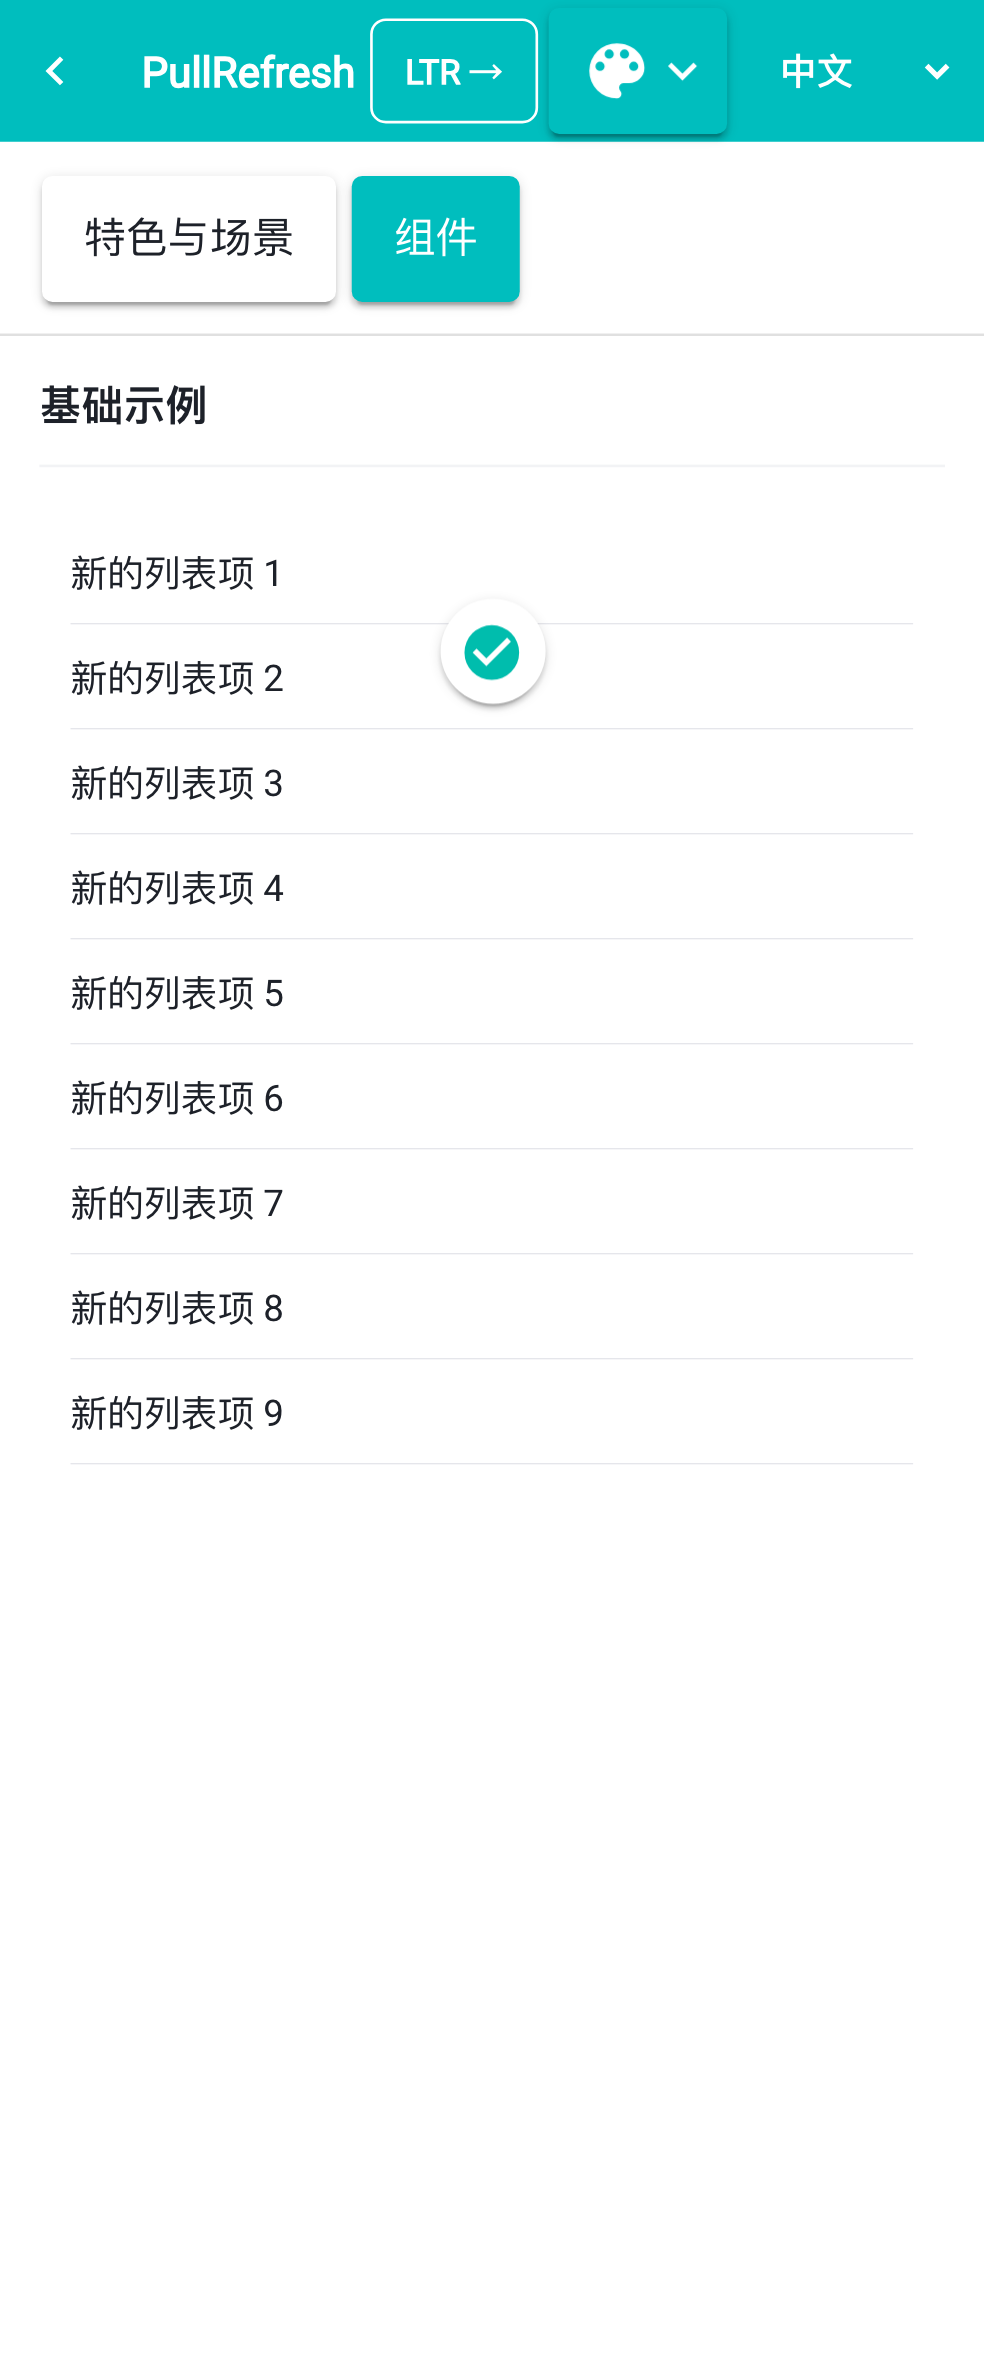 PullRefresh LTR → 中文
特色与场景 组件
基础示例
新的列表项 1
新的列表项 2
新的列表项 3
新的列表项 4
新的列表项 5
新的列表项 6
新的列表项 7
新的列表项 8
新的列表项 9